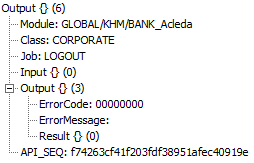 Output {} (6)
Module: GLOBAL/KHM/BANK_Acleda
Class: CORPORATE
Job: LOGOUT
Input {} (0)
Output {} (3)
ErrorCode: 00000000
ErrorMessage:
Result {} (0)
API_SEQ: f74263cf41f203fdf38951afec40919e